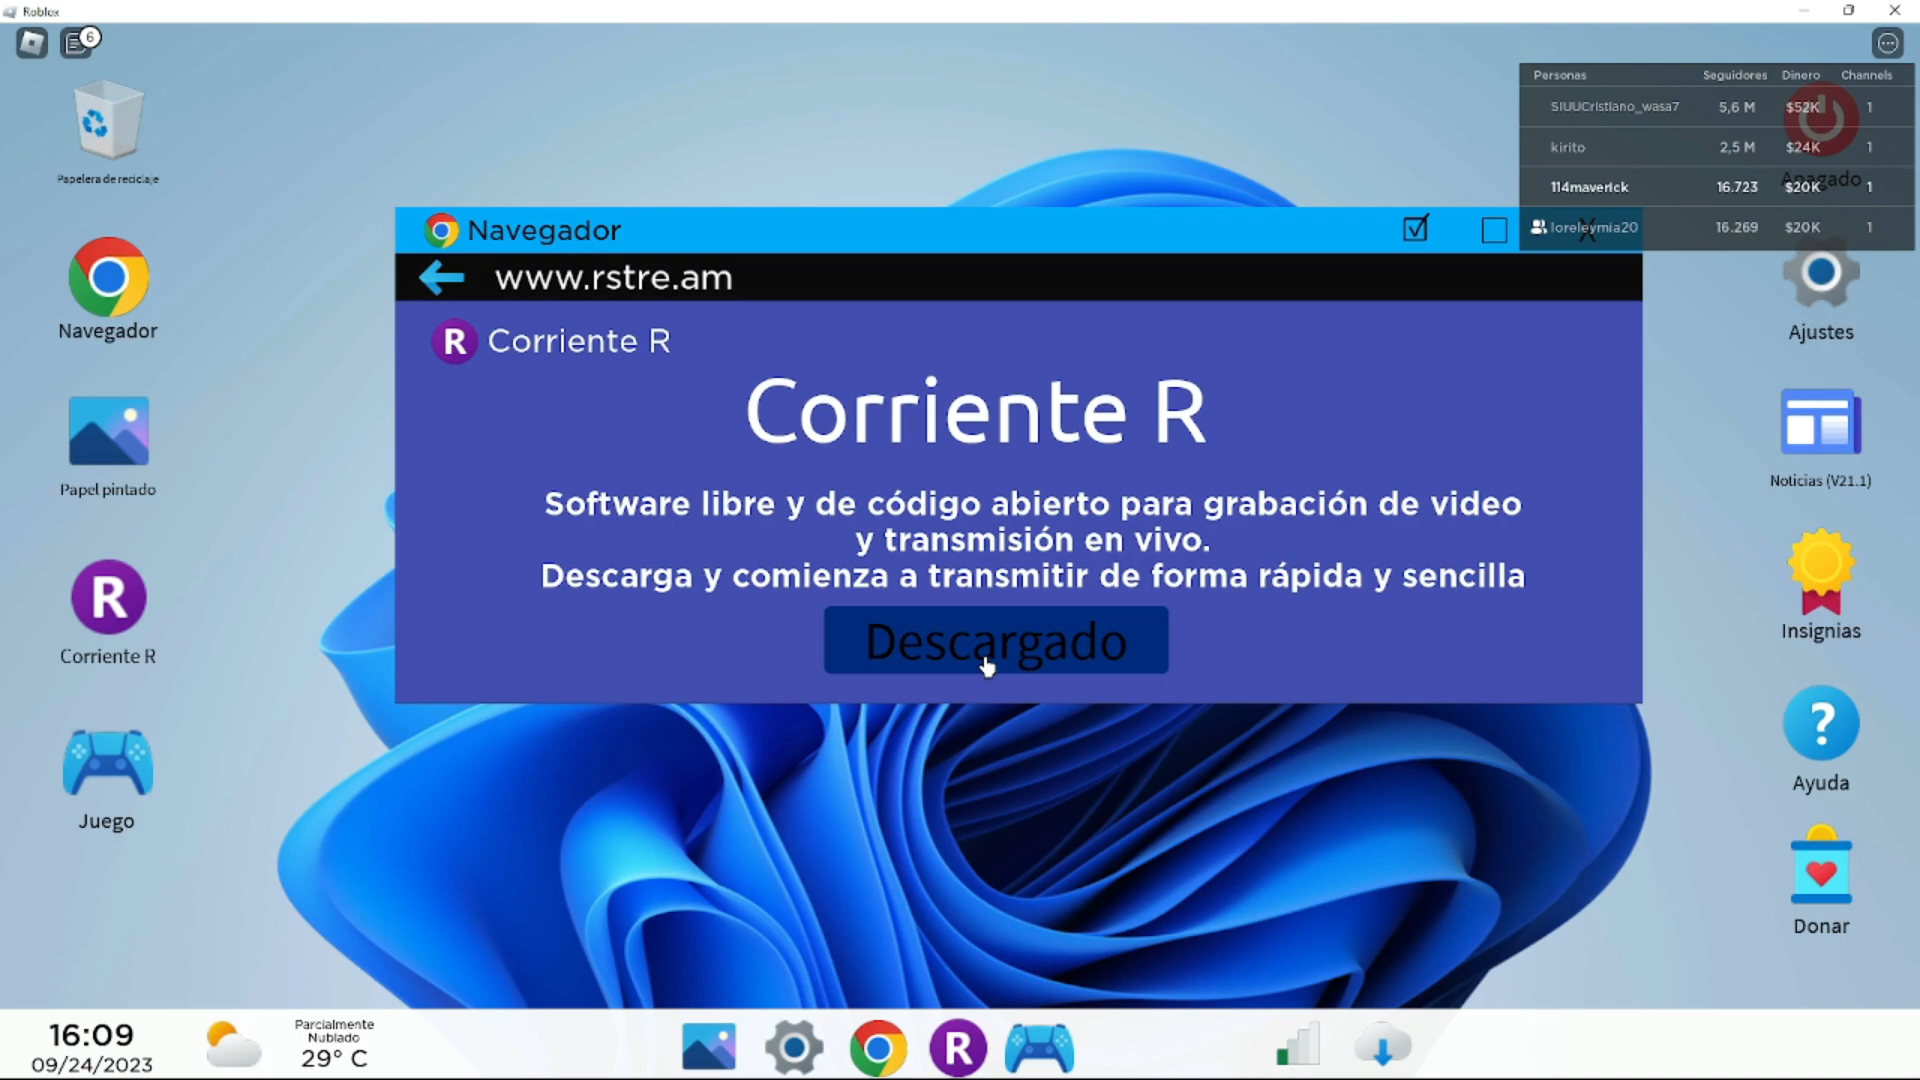 Roblox
6
Personas Seguidores Dinero Channels
SIUUCristiano_wasa7 5,6 M $52K 1
kirito 2,5 M $24K 1
114maverick 16.723 $20K 1
loreleymia20 16.269 $20K 1
Apagado
Papelera de reciclaje
Navegador
Papel pintado
R
Corriente R
Juego
Navegador
X
www.rstre.am
R Corriente R
Corriente R
Software libre y de código abierto para grabación de video
y transmisión en vivo.
Descarga y comienza a transmitir de forma rápida y sencilla
Descargado
Ajustes
Noticias (V21.1)
Insignias
?
Ayuda
Donar
16:09
09/24/2023
Parcialmente
Nublado
29° C
R